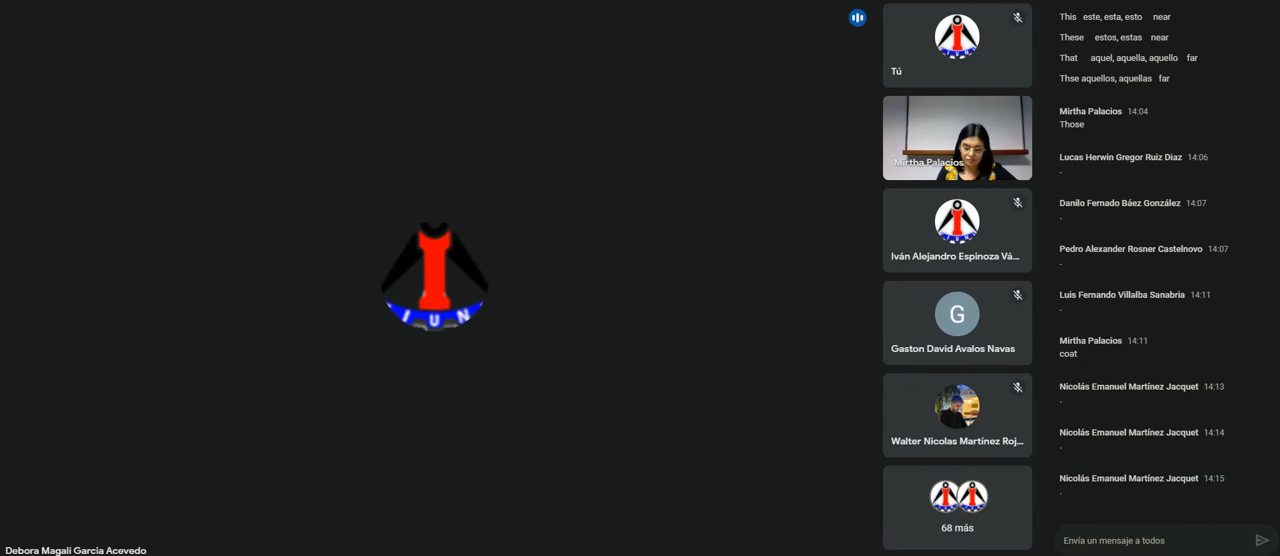 I U N
Debora Magali Garcia Acevedo
Tú
Mirtha Palacios
Iván Alejandro Espinoza Vá...
G
Gaston David Avalos Navas
Walter Nicolas Martínez Roj...
68 más
This este, esta, esto near
These estos, estas near
That aquel, aquella, aquello far
Thse aquellos, aquellas far
Mirtha Palacios 14:04
Those
Lucas Herwin Gregor Ruiz Diaz 14:06
.
Danilo Fernado Báez González 14:07
.
Pedro Alexander Rosner Castelnovo 14:07
.
Luis Fernando Villalba Sanabria 14:11
.
Mirtha Palacios 14:11
coat
Nicolás Emanuel Martínez Jacquet 14:13
.
Nicolás Emanuel Martínez Jacquet 14:14
.
Nicolás Emanuel Martínez Jacquet 14:15
.
Envía un mensaje a todos